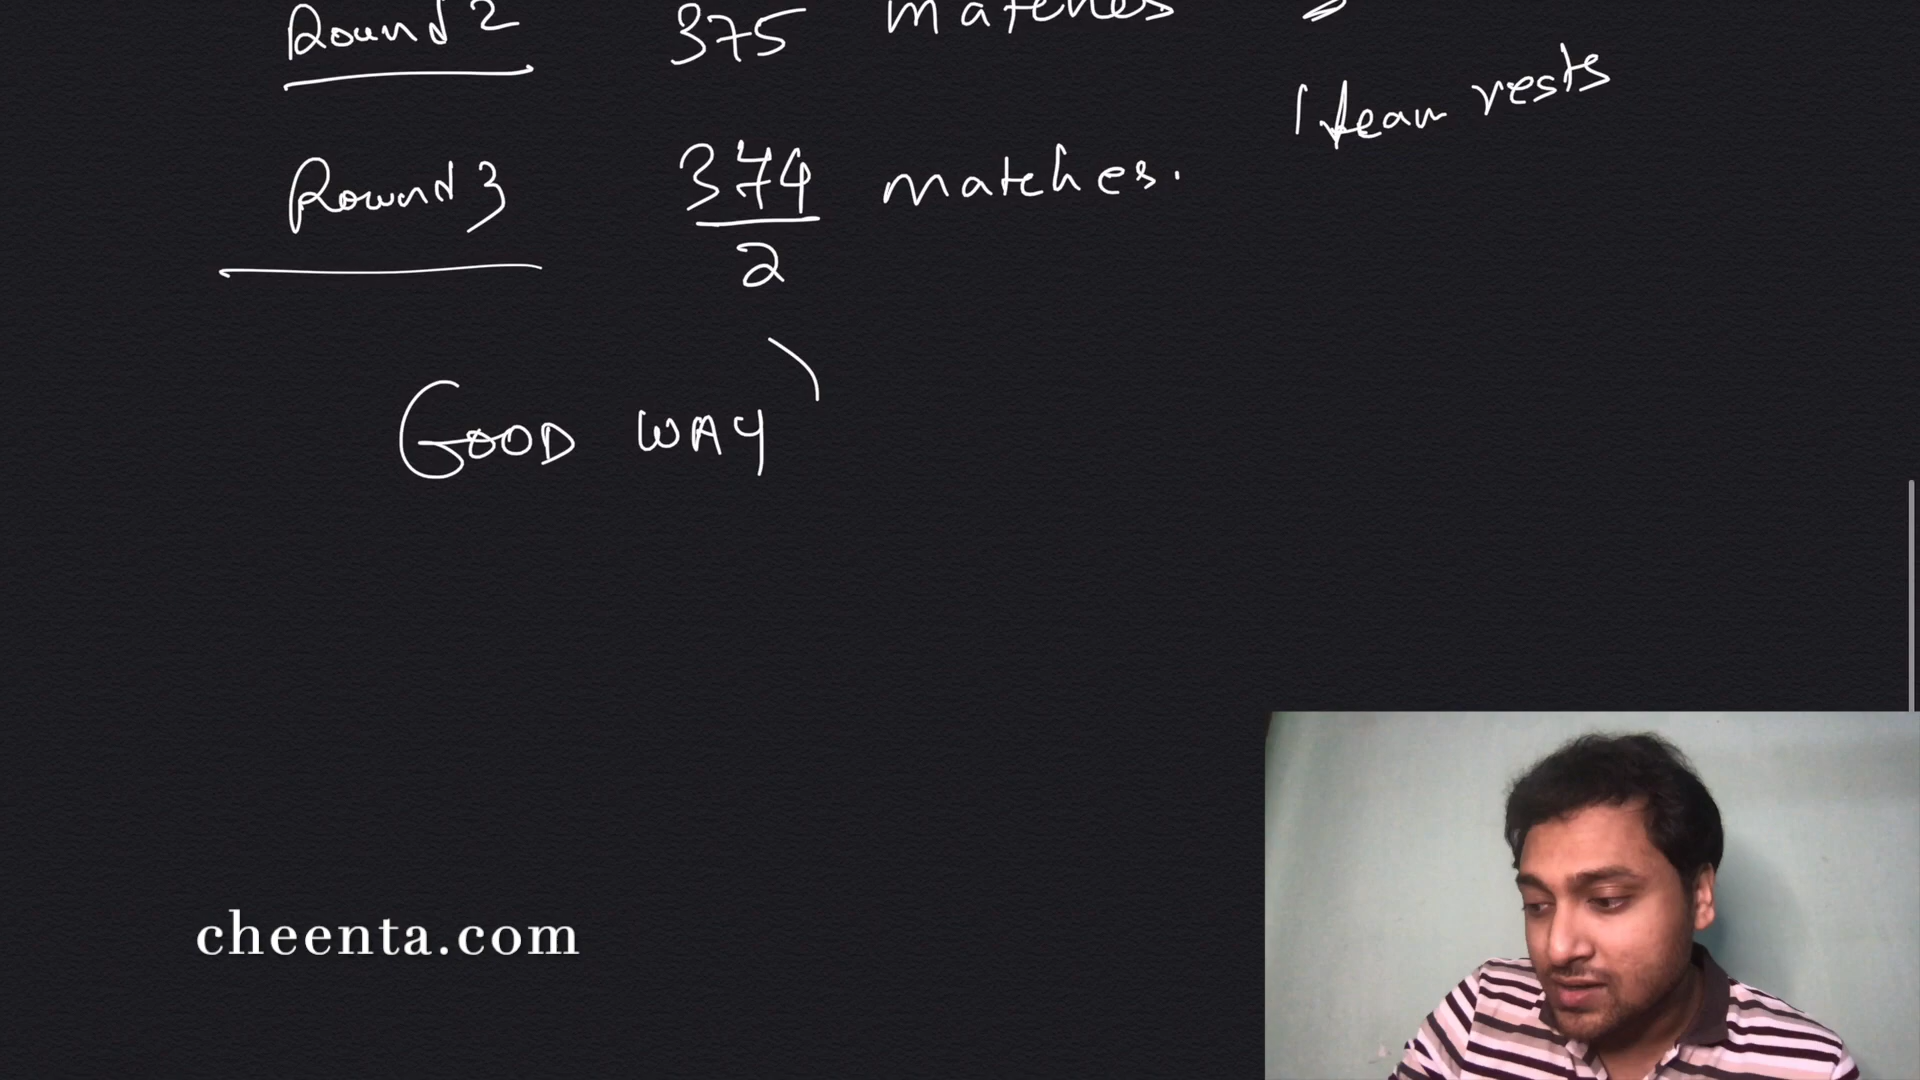 Round 2 375 matches
1 team rests
Round 3 374/2 matches.
GOOD WAY
cheenta.com